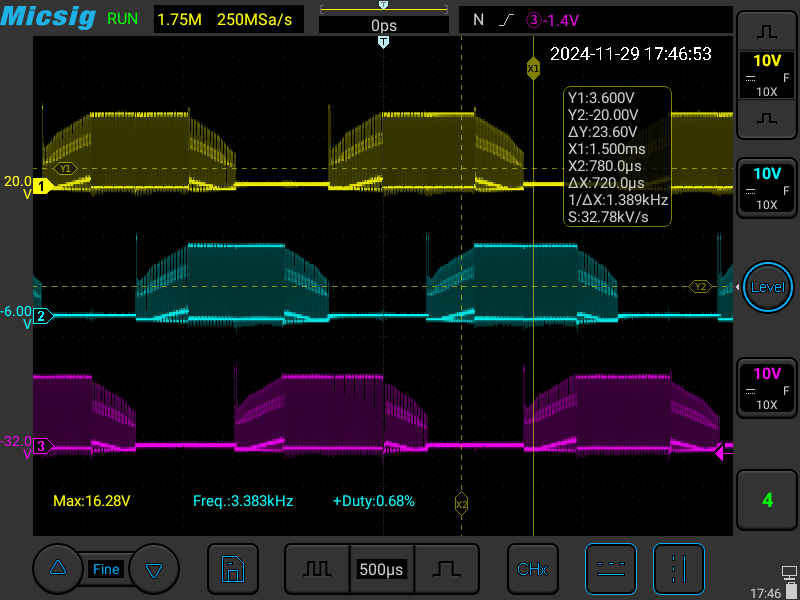 Micsig RUN 1.75M 250MSa/s 0ps N 3 -1.4V
T
2024-11-29 17:46:53
X1
10V
F
10X
Y1:3.600V
Y2:-20.00V
ΔY:23.60V
X1:1.500ms
X2:780.0µs
ΔX:720.0µs
1/ΔX:1.389kHz
S:32.78kV/s
Y1
20.0
V
1
10V
F
10X
Y2
Level
-6.00
V
2
10V
F
10X
-32.0
V
3
Max:16.28V Freq.:3.383kHz +Duty:0.68%
X2
4
Fine
500µs
CHx
17:46